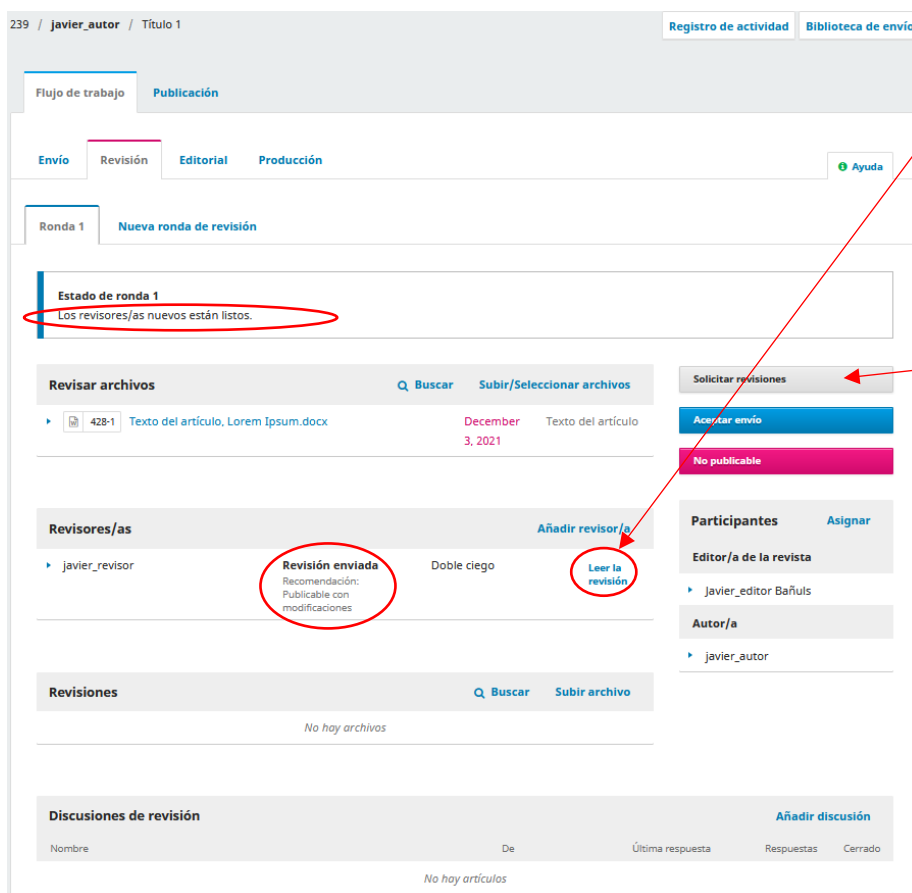 239 / javier_autor / Título 1
Registro de actividad
Biblioteca de envío
Flujo de trabajo
Publicación
Envío
Revisión
Editorial
Producción
Ayuda
Ronda 1
Nueva ronda de revisión
Estado de ronda 1
Los revisores/as nuevos están listos.
Revisar archivos
Buscar
Subir/Seleccionar archivos
428-1
Texto del artículo, Lorem Ipsum.docx
December
3, 2021
Texto del artículo
Solicitar revisiones
Aceptar envío
No publicable
Revisores/as
Añadir revisor/a
javier_revisor
Revisión enviada
Recomendación:
Publicable con
modificaciones
Doble ciego
Leer la
revisión
Participantes
Asignar
Editor/a de la revista
Javier_editor Bañuls
Autor/a
javier_autor
Revisiones
Buscar
Subir archivo
No hay archivos
Discusiones de revisión
Añadir discusión
Nombre
De
Última respuesta
Respuestas
Cerrado
No hay artículos